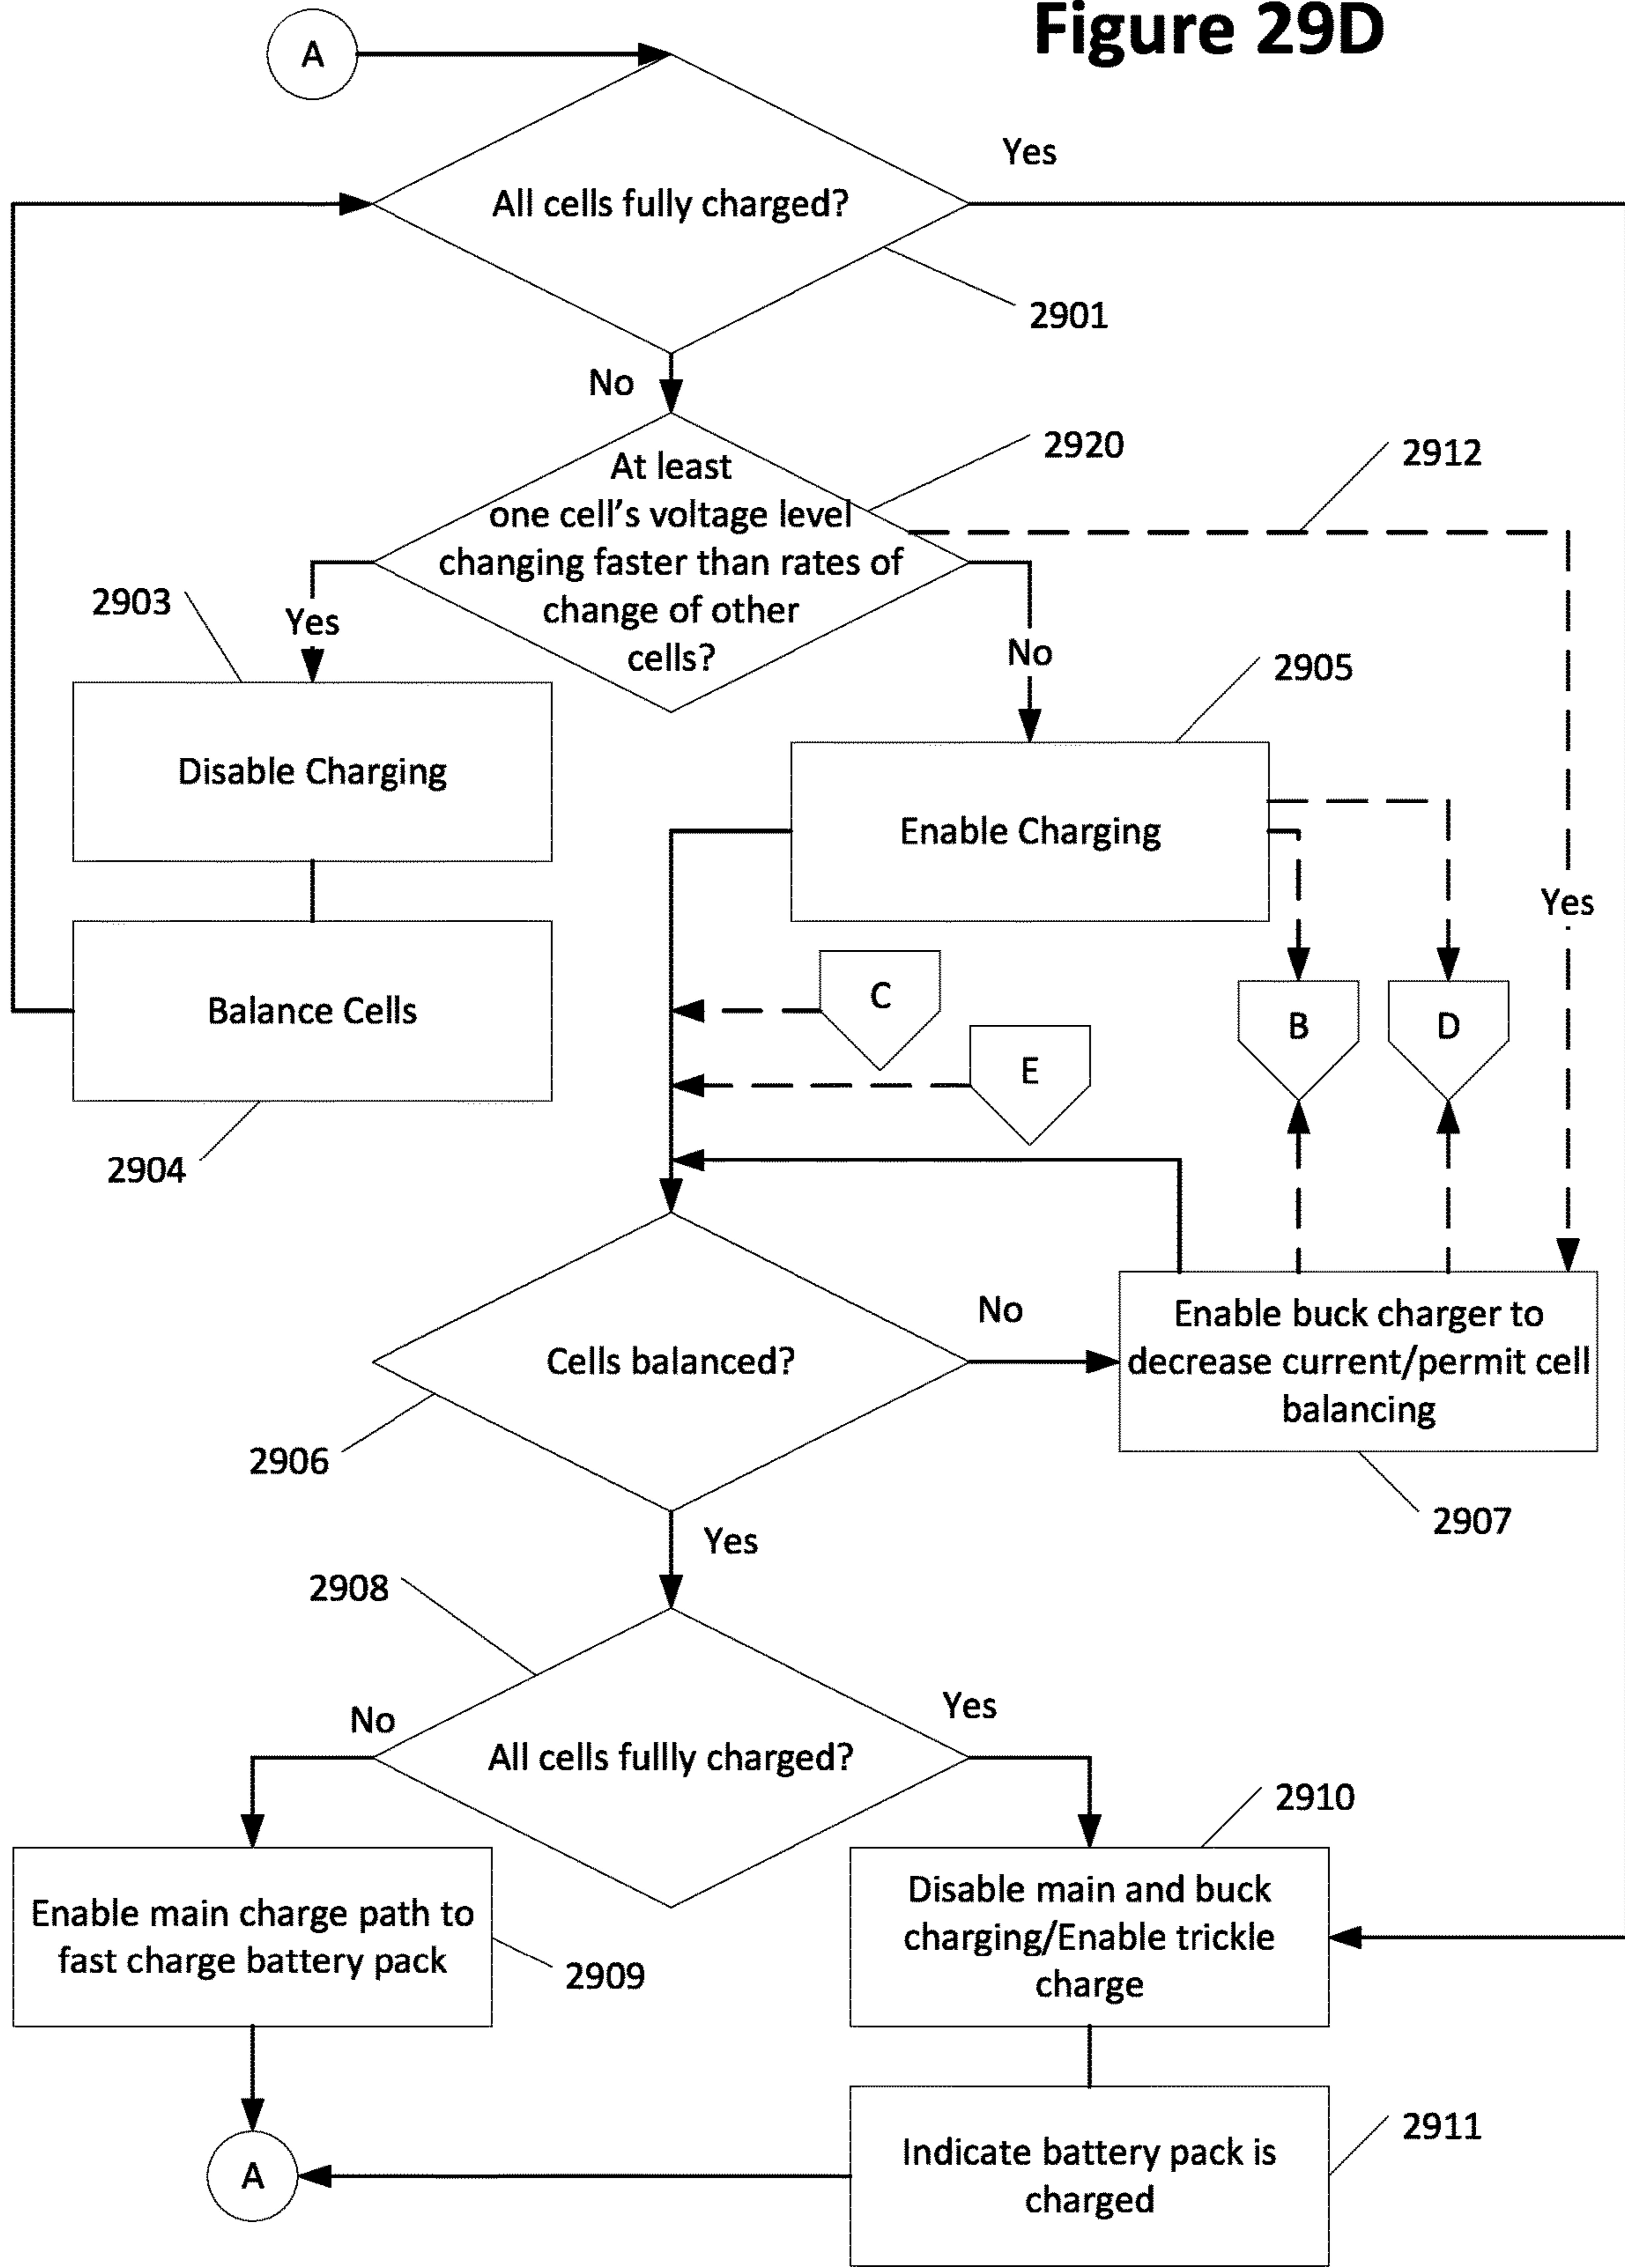 Figure 29D
A
Yes
All cells fully charged?
2901
No
2920
2912
At least
one cell's voltage level
changing faster than rates of
change of other
cells?
2903
Yes
No
2905
Disable Charging
Enable Charging
Yes
C
B
D
Balance Cells
E
2904
No
Enable buck charger to
decrease current/permit cell
balancing
Cells balanced?
2906
2907
Yes
2908
No
Yes
All cells fullly charged?
2910
Enable main charge path to
fast charge battery pack
2909
Disable main and buck
charging/Enable trickle
charge
2911
A
Indicate battery pack is
charged